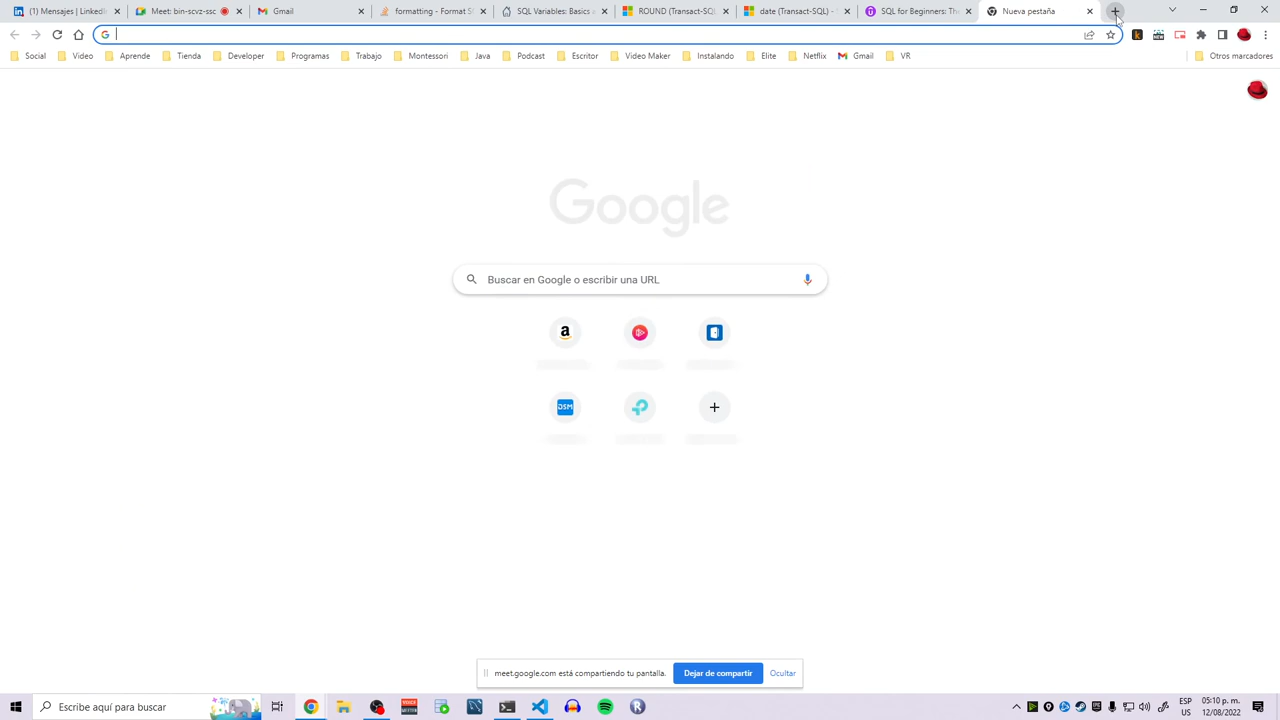 (1) Mensajes | LinkedIn
Meet: bin-scvz-ssc
Gmail
formatting - Format S
SQL Variables: Basics a
ROUND (Transact-SQL)
date (Transact-SQL) -
SQL for Beginners: The
Nueva pestaña
Social
Video
Aprende
Tienda
Developer
Programas
Trabajo
Montessori
Java
Podcast
Escritor
Video Maker
Instalando
Elite
Netflix
Gmail
VR
Otros marcadores
Google
Buscar en Google o escribir una URL
a
DSM
meet.google.com está compartiendo tu pantalla.
Dejar de compartir
Ocultar
Escribe aquí para buscar
ESP
US
05:10 p. m.
12/08/2022